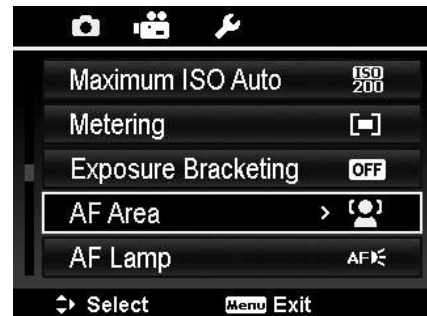 Maximum ISO Auto ISO 200
Metering
Exposure Bracketing OFF
AF Area >
AF Lamp AF
Select Menu Exit